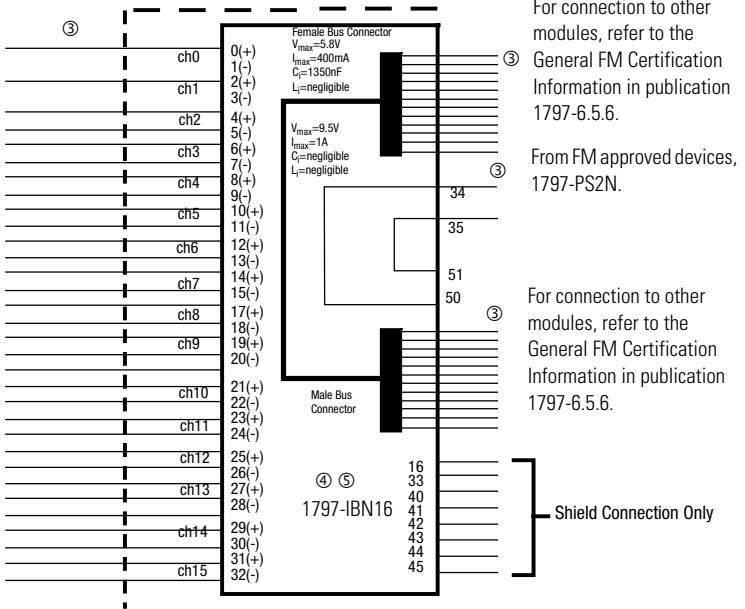 ③
ch0
ch1
ch2
ch3
ch4
ch5
ch6
ch7
ch8
ch9
ch10
ch11
ch12
ch13
ch14
ch15
0(+)
1(-)
2(+)
3(-)
4(+)
5(-)
6(+)
7(-)
8(+)
9(-)
10(+)
11(-)
12(+)
13(-)
14(+)
15(-)
17(+)
18(-)
19(+)
20(-)
21(+)
22(-)
23(+)
24(-)
25(+)
26(-)
27(+)
28(-)
29(+)
30(-)
31(+)
32(-)
Female Bus Connector
Vmax=5.8V
Imax=400mA
Ci=1350nF
Li=negligible
Vmax=9.5V
Imax=1A
Ci=negligible
Li=negligible
Male Bus
Connector
④ ⑤
1797-IBN16
③
③
34
35
51
50
③
16
33
40
41
42
43
44
45
For connection to other
modules, refer to the
General FM Certification
Information in publication
1797-6.5.6.
From FM approved devices,
1797-PS2N.
For connection to other
modules, refer to the
General FM Certification
Information in publication
1797-6.5.6.
Shield Connection Only